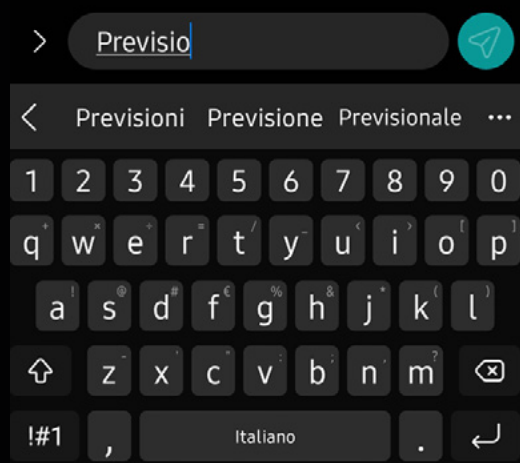 Previsio
Previsioni Previsione Previsionale ...
1 2 3 4 5 6 7 8 9 0
q + w × e ÷ r = t / y _ u < i > o [ p ]
a ! s @ d # f € g % h & j * k ( l )
z - x ' c " v : b ; n , m ?
!#1 , Italiano .